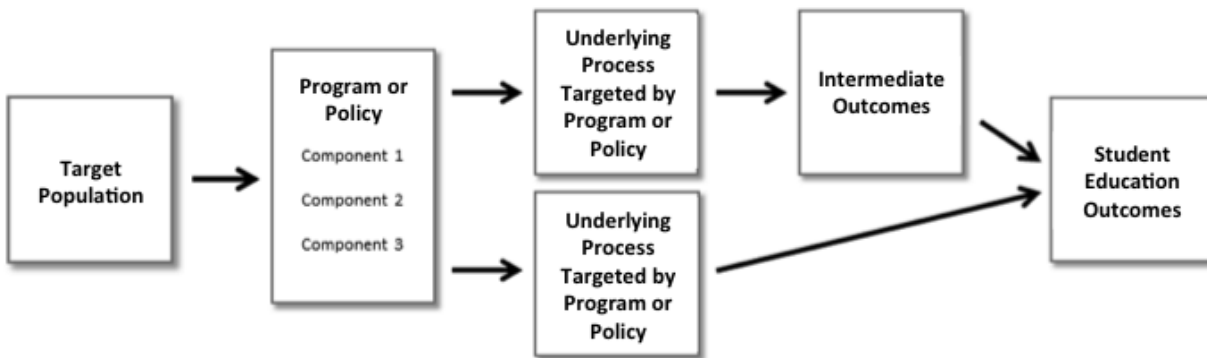 Target
Population
Program or
Policy
Component 1
Component 2
Component 3
Underlying
Process
Targeted by
Program or
Policy
Underlying
Process
Targeted by
Program or
Policy
Intermediate
Outcomes
Student
Education
Outcomes